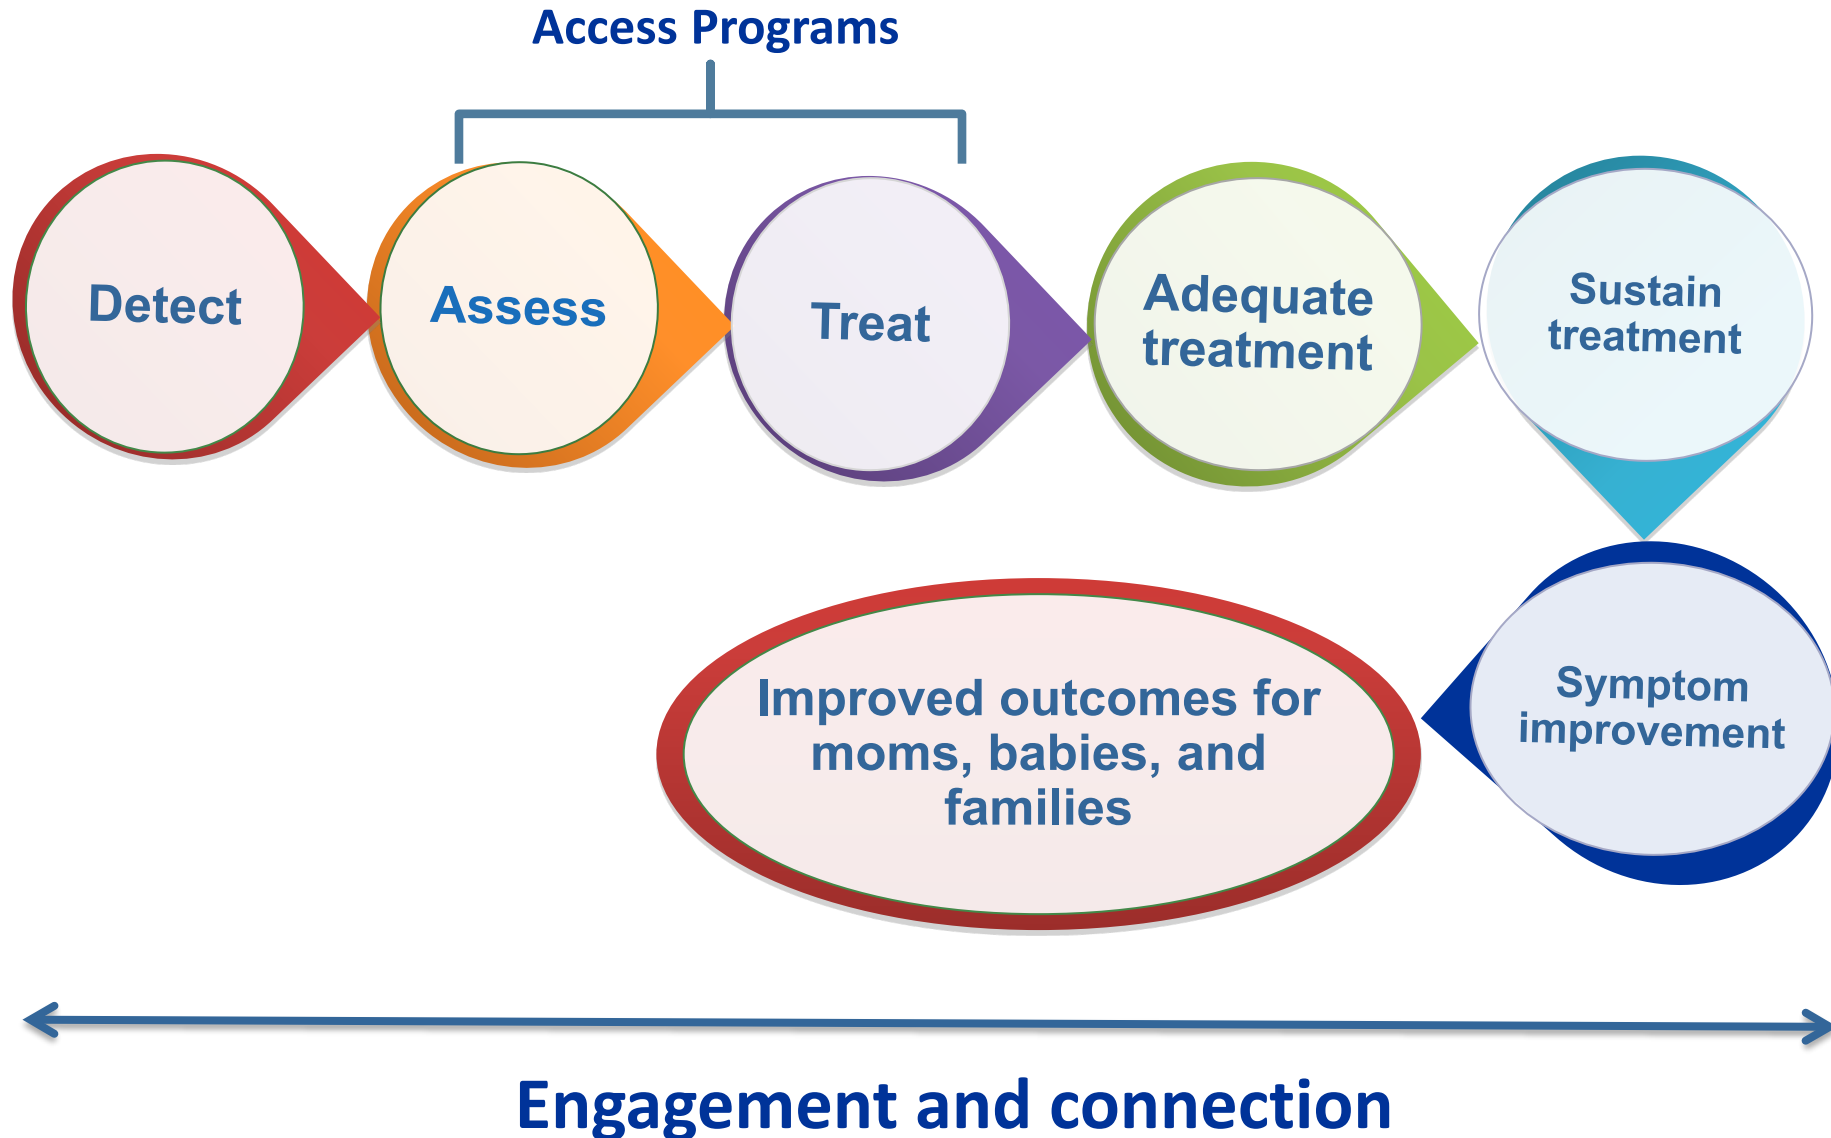 Access Programs
Detect
Assess
Treat
Adequate
treatment
Sustain
treatment
Symptom
improvement
Improved outcomes for
moms, babies, and
families
Engagement and connection